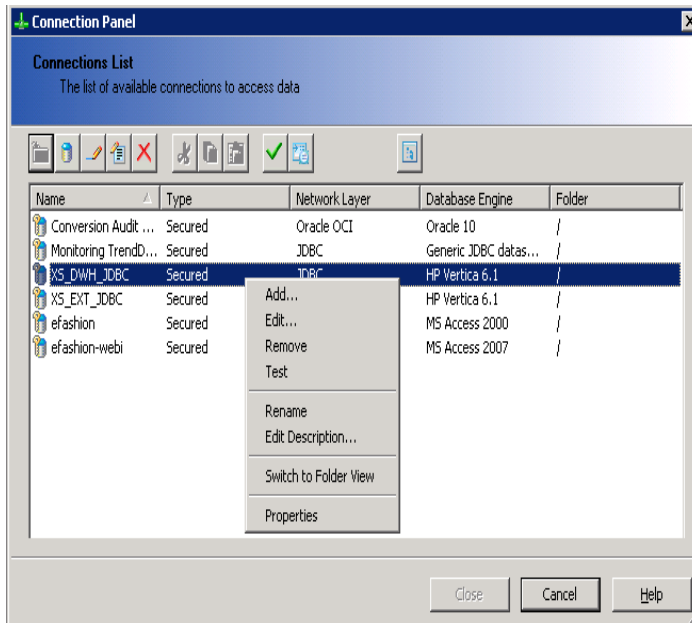 Connection Panel
Connections List
The list of available connections to access data
Name Type Network Layer Database Engine Folder
Conversion Audit ... Secured Oracle OCI Oracle 10 /
Monitoring TrendD... Secured JDBC Generic JDBC datas... /
XS_DWH_JDBC Secured JDBC HP Vertica 6.1 /
XS_EXT_JDBC Secured HP Vertica 6.1 /
efashion Secured MS Access 2000 /
efashion-webi Secured MS Access 2007 /
Add...
Edit...
Remove
Test
Rename
Edit Description...
Switch to Folder View
Properties
Close Cancel Help